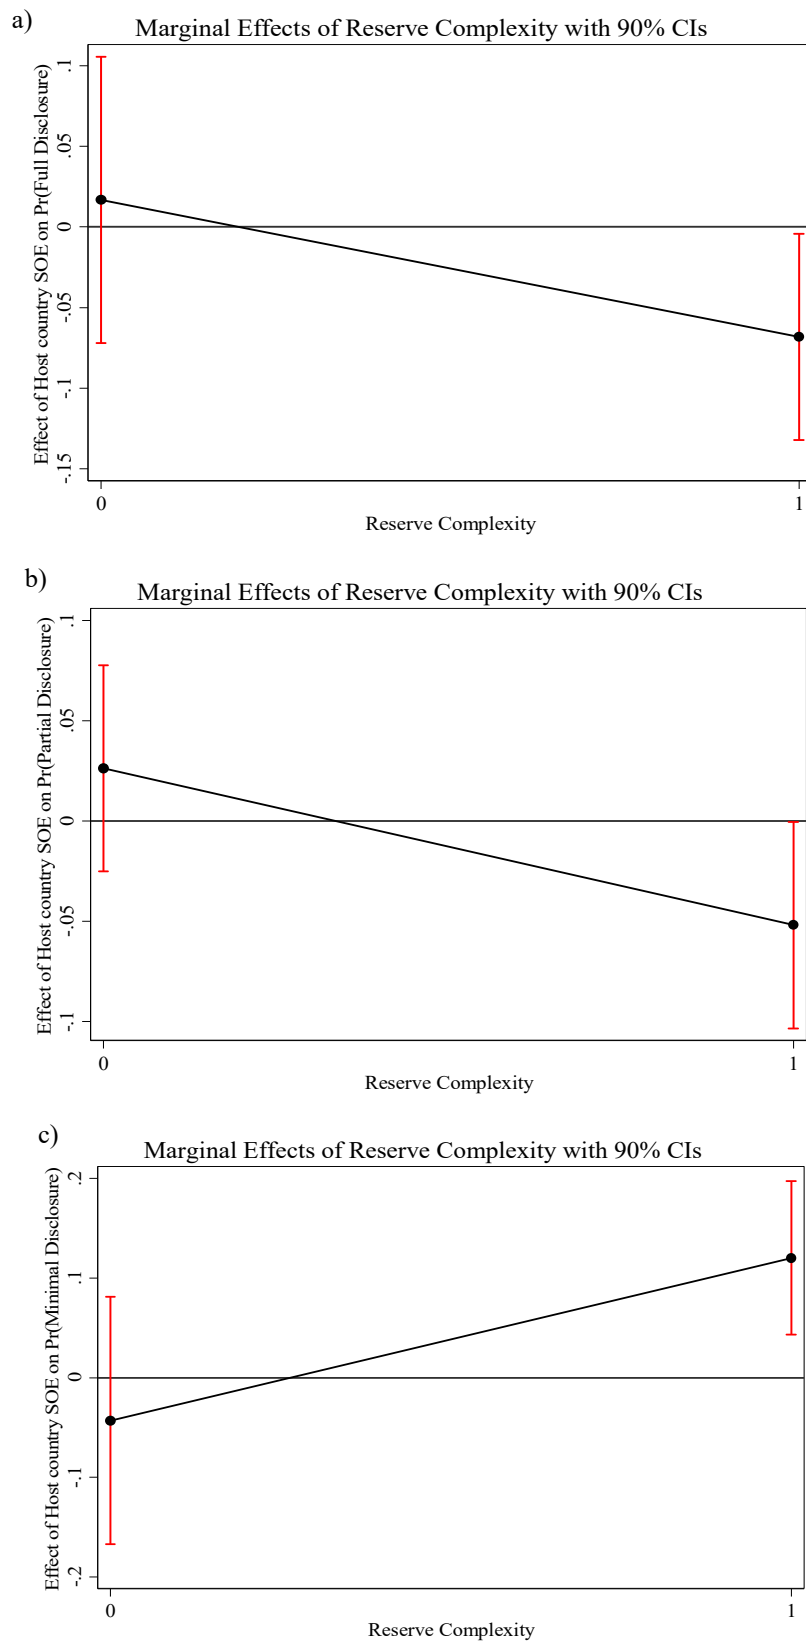 a)
Marginal Effects of Reserve Complexity with 90% CIs
Effect of Host country SOE on Pr(Full Disclosure)
.1
.05
0
-.05
-.1
-.15
0
1
Reserve Complexity
b)
Marginal Effects of Reserve Complexity with 90% CIs
Effect of Host country SOE on Pr(Partial Disclosure)
.1
.05
0
-.05
-.1
0
1
Reserve Complexity
c)
Marginal Effects of Reserve Complexity with 90% CIs
Effect of Host country SOE on Pr(Minimal Disclosure)
.2
.1
0
-.1
-.2
0
1
Reserve Complexity